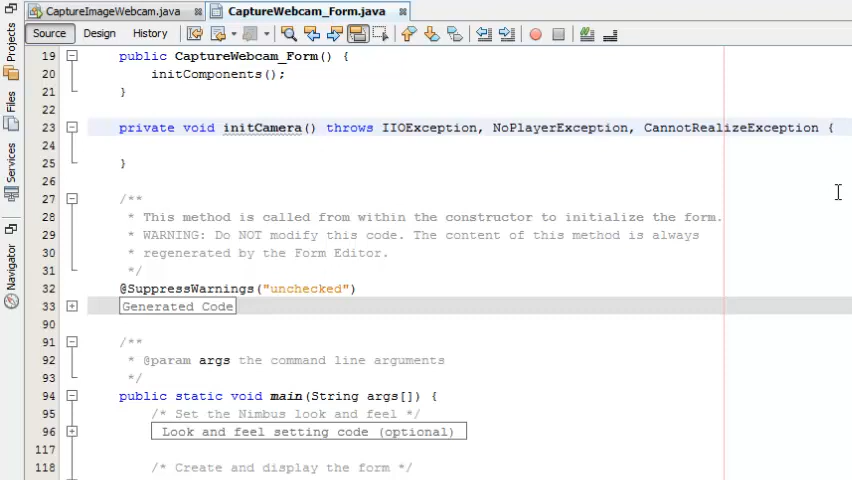 CaptureImageWebcam.java
CaptureWebcam_Form.java
Source Design History
Projects
Files
Services
Navigator
19 public CaptureWebcam_Form() {
20 initComponents();
21 }
22
23 private void initCamera() throws IIOException, NoPlayerException, CannotRealizeException {
24
25 }
26
27 /**
28 * This method is called from within the constructor to initialize the form.
29 * WARNING: Do NOT modify this code. The content of this method is always
30 * regenerated by the Form Editor.
31 */
32 @SuppressWarnings("unchecked")
33 Generated Code
90
91 /**
92 * @param args the command line arguments
93 */
94 public static void main(String args[]) {
95 /* Set the Nimbus look and feel */
96 Look and feel setting code (optional)
117
118 /* Create and display the form */